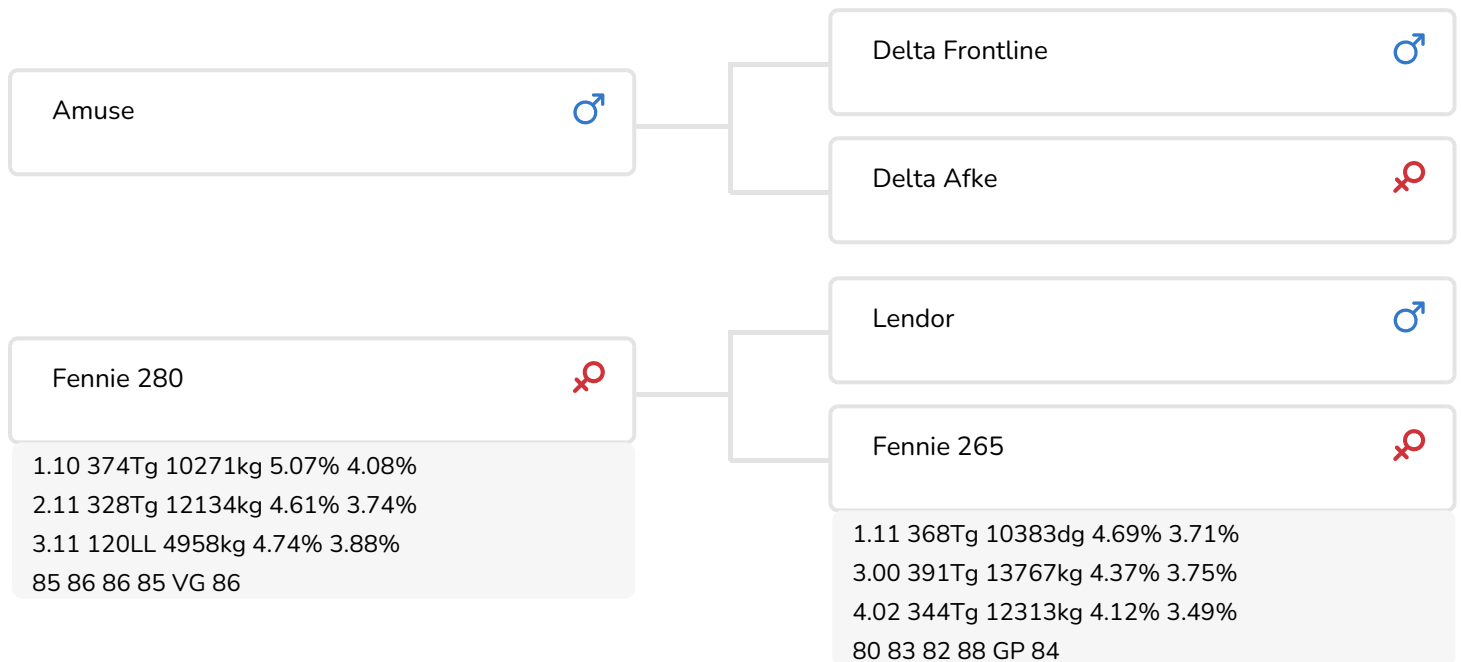 Amuse
Delta Frontline
Delta Afke
Fennie 280
1.10 374Tg 10271kg 5.07% 4.08%
2.11 328Tg 12134kg 4.61% 3.74%
3.11 120LL 4958kg 4.74% 3.88%
85 86 86 85 VG 86
Lendor
Fennie 265
1.11 368Tg 10383dg 4.69% 3.71%
3.00 391Tg 13767kg 4.37% 3.75%
4.02 344Tg 12313kg 4.12% 3.49%
80 83 82 88 GP 84